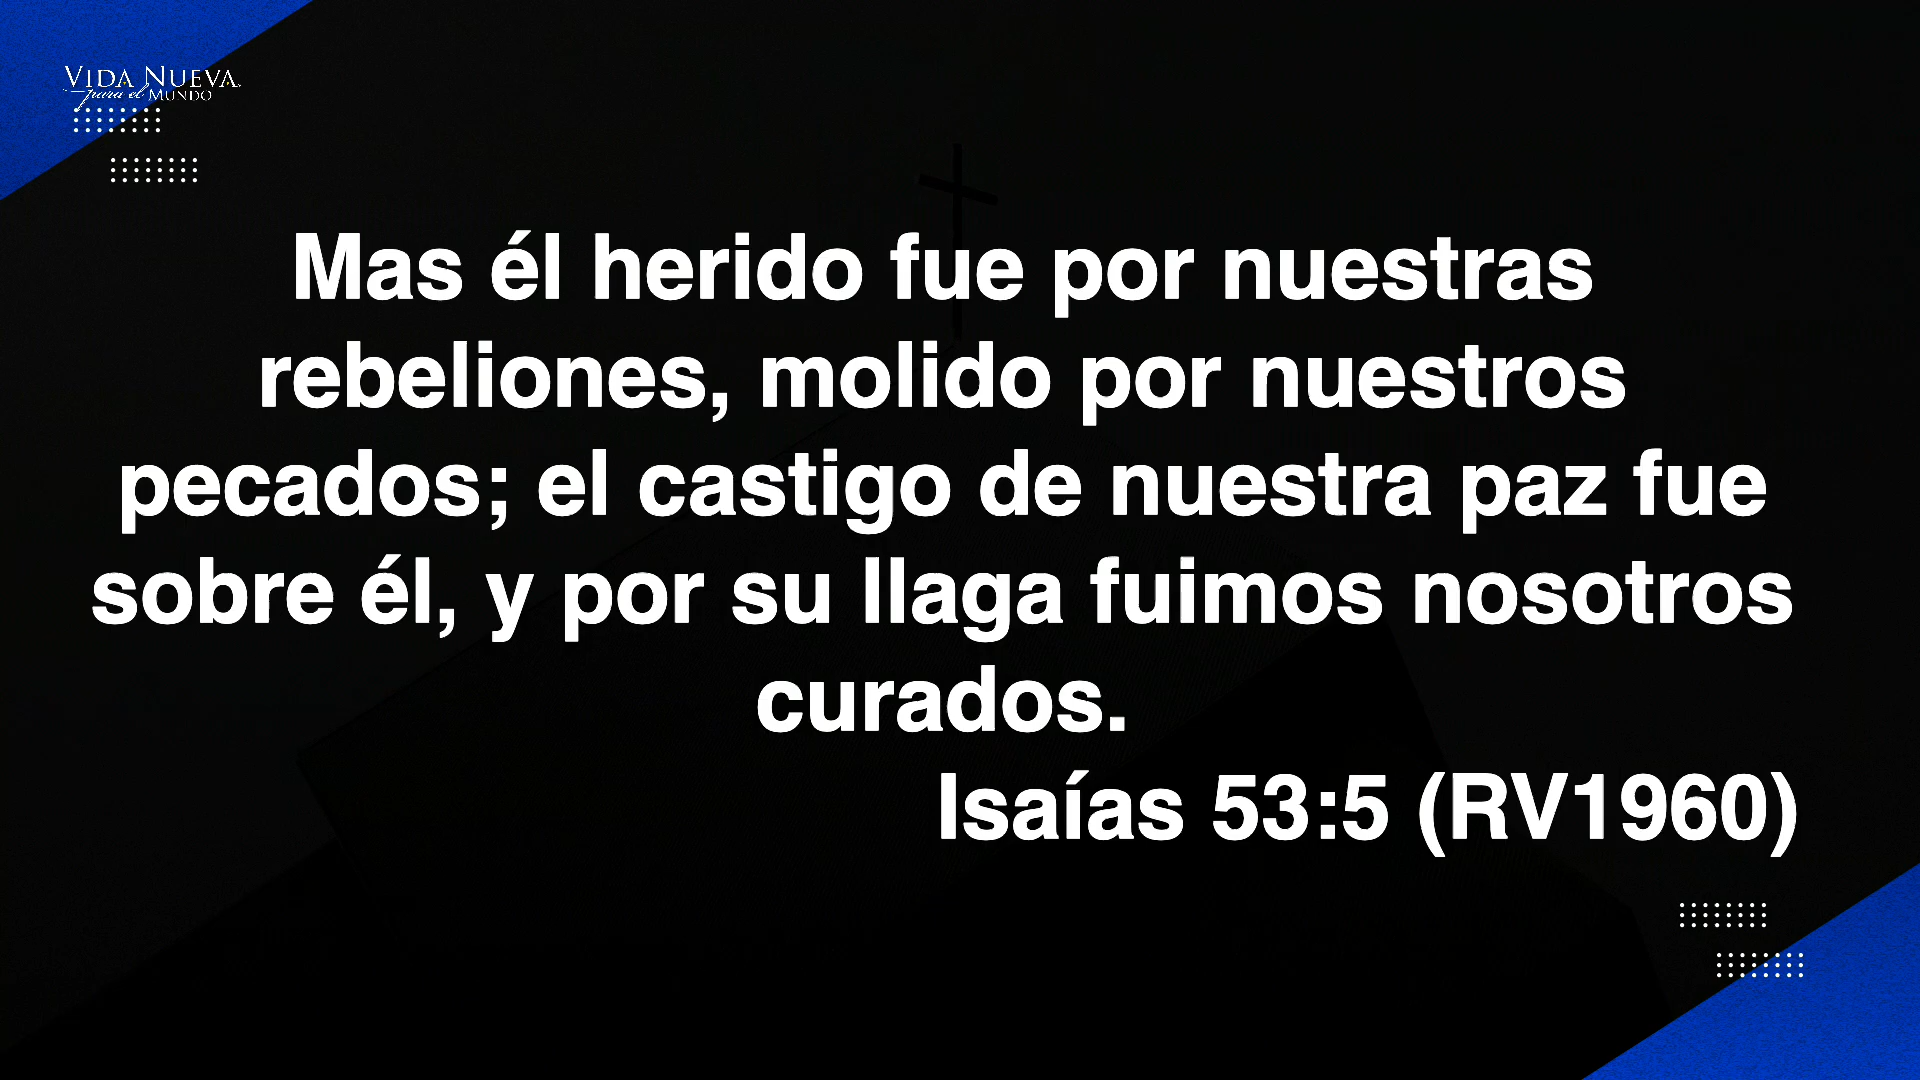 VIDA NUEVA
para el MUNDO
Mas él herido fue por nuestras
rebeliones, molido por nuestros
pecados; el castigo de nuestra paz fue
sobre él, y por su llaga fuimos nosotros
curados.
Isaías 53:5 (RV1960)